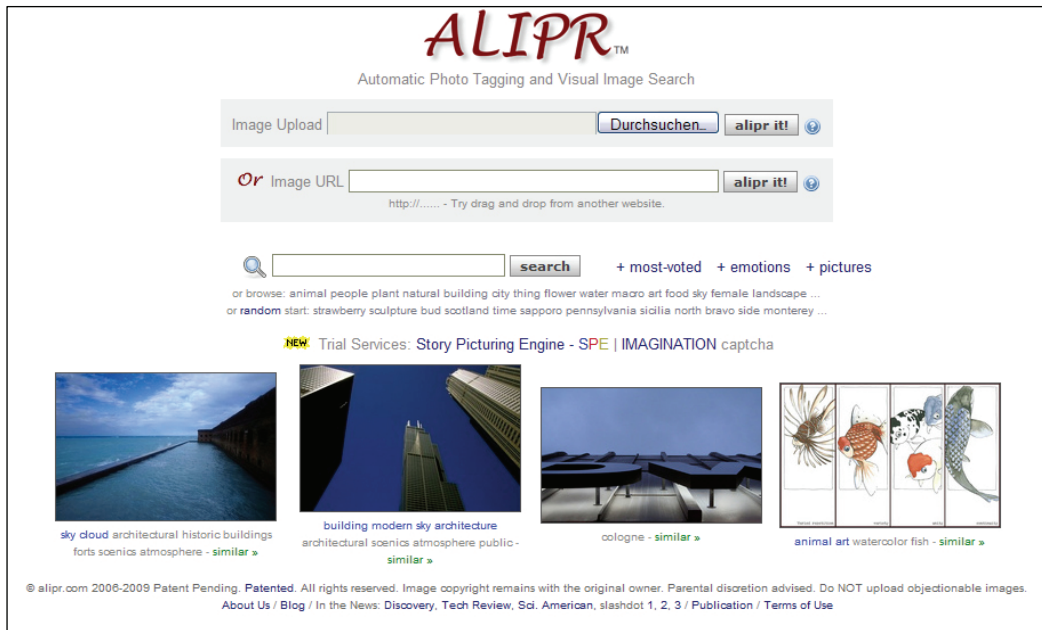 ALIPR™
Automatic Photo Tagging and Visual Image Search
Image Upload Durchsuchen... alipr it! ?
Or Image URL alipr it! ?
http://...... - Try drag and drop from another website.
search + most-voted + emotions + pictures
or browse: animal people plant natural building city thing flower water macro art food sky female landscape ...
or random start: strawberry sculpture bud scotland time sapporo pennsylvania sicilia north bravo side monterey ...
NEW Trial Services: Story Picturing Engine - SPE | IMAGINATION captcha
sky cloud architectural historic buildings
forts scenics atmosphere - similar »
building modern sky architecture
architectural scenics atmosphere public -
similar »
cologne - similar »
animal art watercolor fish - similar »
© alipr.com 2006-2009 Patent Pending. Patented. All rights reserved. Image copyright remains with the original owner. Parental discretion advised. Do NOT upload objectionable images.
About Us / Blog / In the News: Discovery, Tech Review, Sci. American, slashdot 1, 2, 3 / Publication / Terms of Use